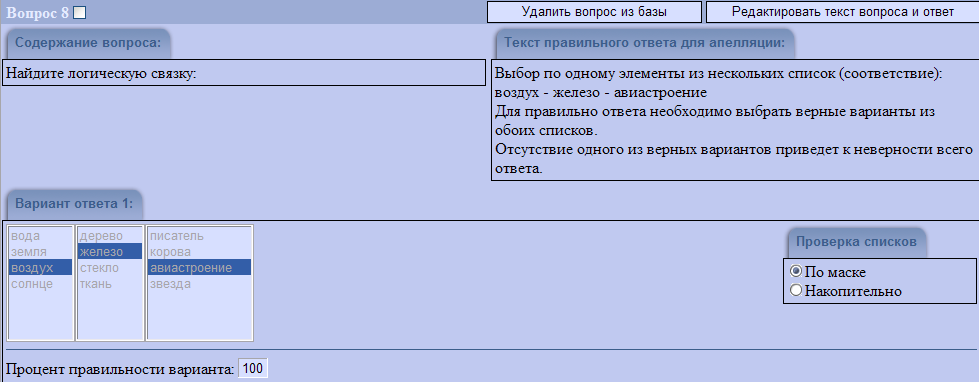 Вопрос 8
Удалить вопрос из базы
Редактировать текст вопроса и ответ
Содержание вопроса:
Найдите логическую связку:
Текст правильного ответа для апелляции:
Выбор по одному элементы из нескольких список (соответствие):
воздух - железо - авиастроение
Для правильно ответа необходимо выбрать верные варианты из
обоих списков.
Отсутствие одного из верных вариантов приведет к неверности всего
ответа.
Вариант ответа 1:
вода
земля
воздух
солнце
дерево
железо
стекло
ткань
писатель
корова
авиастроение
звезда
Проверка списков
По маске
Накопительно
Процент правильности варианта: 100